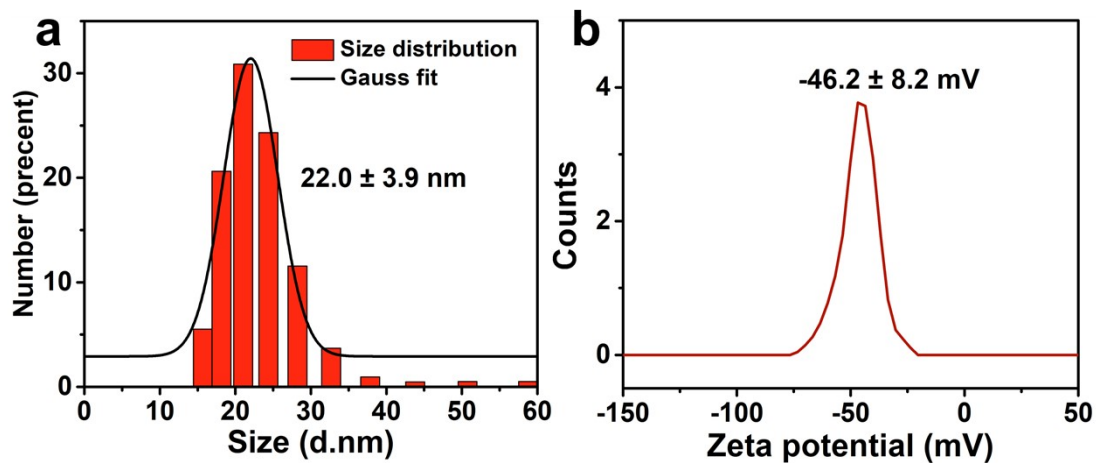 a
Size distribution
Gauss fit
22.0 ± 3.9 nm
Number (precent)
30
20
10
0
0 10 20 30 40 50 60
Size (d.nm)
b
-46.2 ± 8.2 mV
Counts
4
2
0
-150 -100 -50 0 50
Zeta potential (mV)